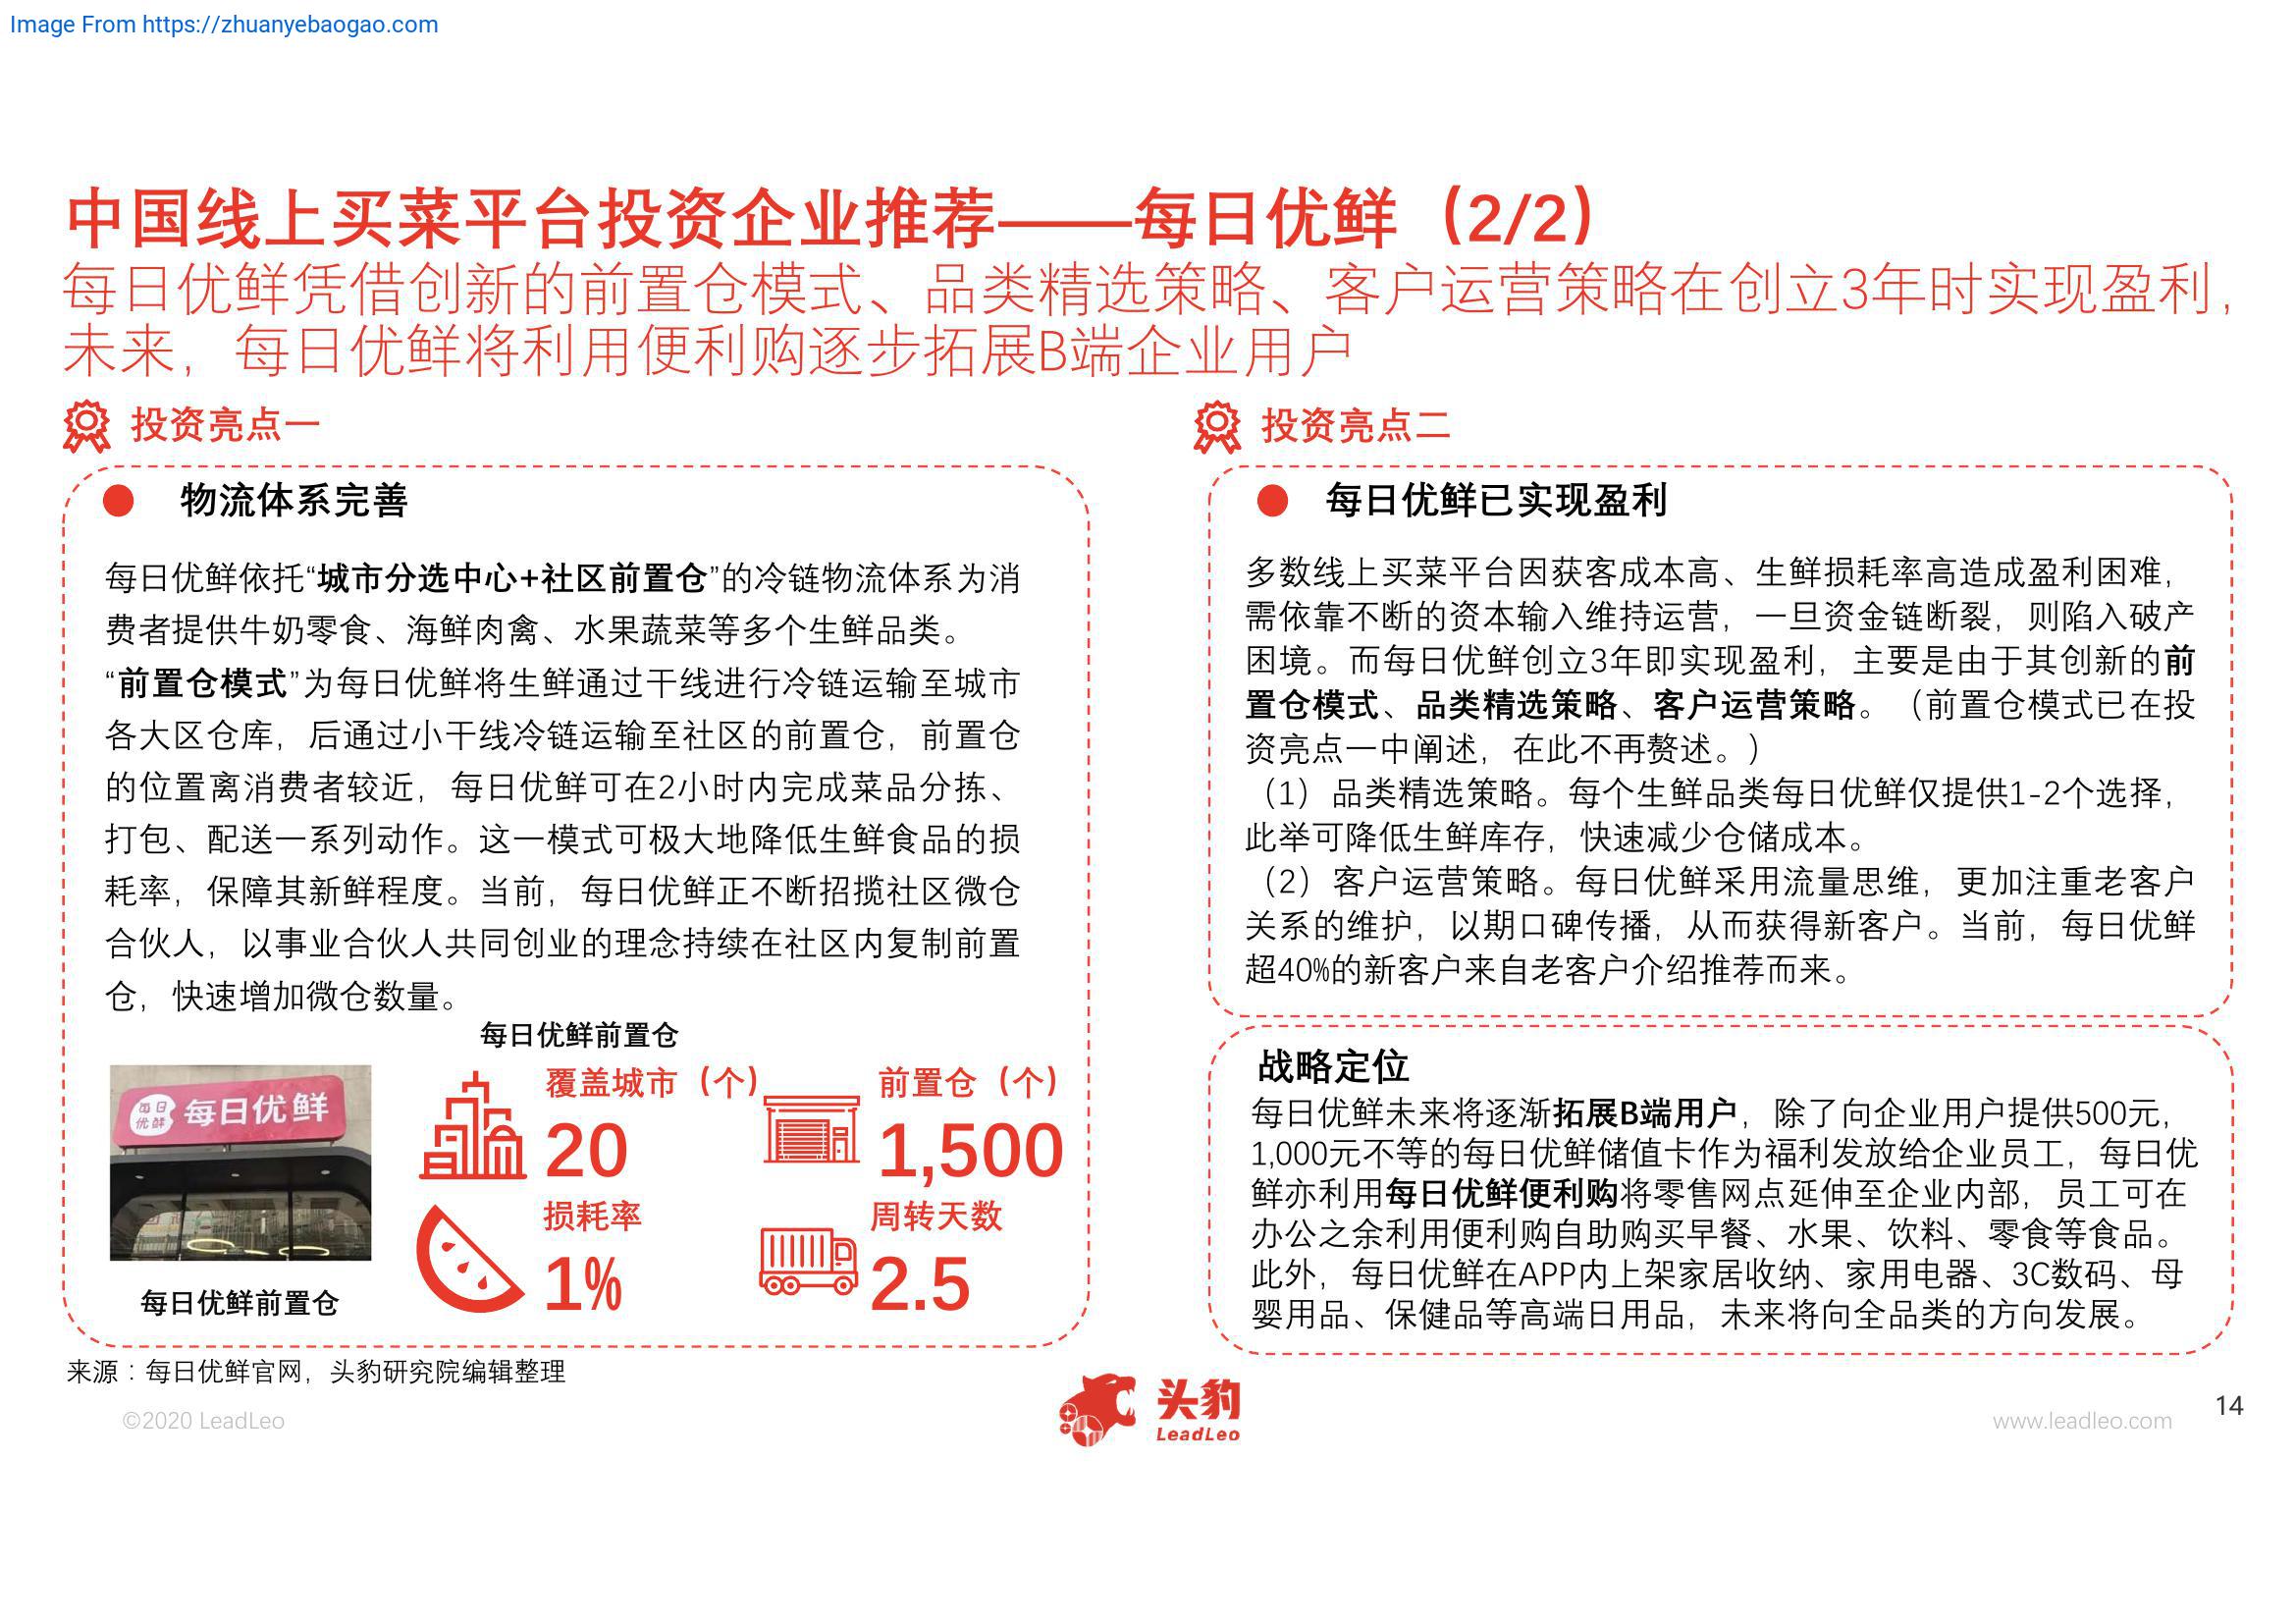 Image From https://zhuanyebaogao.com
中国线上买菜平台投资企业推荐——每日优鲜（2/2）
每日优鲜凭借创新的前置仓模式、品类精选策略、客户运营策略在创立3年时实现盈利，
未来，每日优鲜将利用便利购逐步拓展B端企业用户
投资亮点一
物流体系完善
每日优鲜依托“城市分选中心+社区前置仓”的冷链物流体系为消
费者提供牛奶零食、海鲜肉禽、水果蔬菜等多个生鲜品类。
“前置仓模式”为每日优鲜将生鲜通过干线进行冷链运输至城市
各大区仓库，后通过小干线冷链运输至社区的前置仓，前置仓
的位置离消费者较近，每日优鲜可在2小时内完成菜品分拣、
打包、配送一系列动作。这一模式可极大地降低生鲜食品的损
耗率，保障其新鲜程度。当前，每日优鲜正不断招揽社区微仓
合伙人，以事业合伙人共同创业的理念持续在社区内复制前置
仓，快速增加微仓数量。
每日优鲜前置仓
每日
优鲜
每日优鲜
每日优鲜前置仓
覆盖城市（个）
20
前置仓（个）
1,500
损耗率
1%
周转天数
2.5
投资亮点二
每日优鲜已实现盈利
多数线上买菜平台因获客成本高、生鲜损耗率高造成盈利困难，
需依靠不断的资本输入维持运营，一旦资金链断裂，则陷入破产
困境。而每日优鲜创立3年即实现盈利，主要是由于其创新的前
置仓模式、品类精选策略、客户运营策略。（前置仓模式已在投
资亮点一中阐述，在此不再赘述。）
（1）品类精选策略。每个生鲜品类每日优鲜仅提供1-2个选择，
此举可降低生鲜库存，快速减少仓储成本。
（2）客户运营策略。每日优鲜采用流量思维，更加注重老客户
关系的维护，以期口碑传播，从而获得新客户。当前，每日优鲜
超40%的新客户来自老客户介绍推荐而来。
战略定位
每日优鲜未来将逐渐拓展B端用户，除了向企业用户提供500元，
1,000元不等的每日优鲜储值卡作为福利发放给企业员工，每日优
鲜亦利用每日优鲜便利购将零售网点延伸至企业内部，员工可在
办公之余利用便利购自助购买早餐、水果、饮料、零食等食品。
此外，每日优鲜在APP内上架家居收纳、家用电器、3C数码、母
婴用品、保健品等高端日用品，未来将向全品类的方向发展。
来源：每日优鲜官网，头豹研究院编辑整理
©2020 LeadLeo
头豹
LeadLeo
www.leadleo.com
14